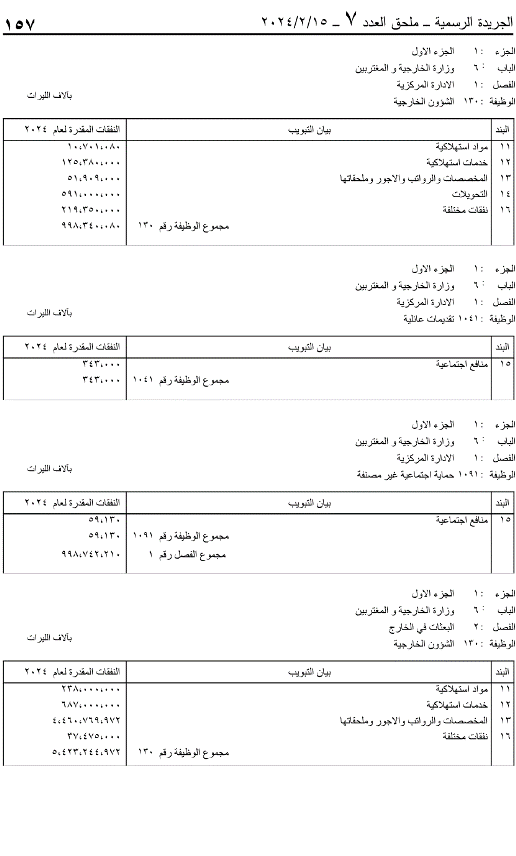 الجريدة الرسمية ــ ملحق العدد ٧ ــ ٢٠٢٤/٢/١٥ ١٥٧
الجزء : ١ الجزء الاول
الباب : ٦ وزارة الخارجية و المغتربين
الفصل : ١ الادارة المركزية
الوظيفة : ١٣٠ الشؤون الخارجية
بآلاف الليرات
البند بيان التبويب النفقات المقدرة لعام ٢٠٢٤
١١ مواد استهلاكية ١٠،٧٠١،٠٨٠
١٢ خدمات استهلاكية ١٢٥،٣٨٠،٠٠٠
١٣ المخصصات والرواتب والاجور وملحقاتها ٥١،٩٠٩،٠٠٠
١٤ التحويلات ٥٩١،٠٠٠،٠٠٠
١٦ نفقات مختلفة ٢١٩،٣٥٠،٠٠٠
مجموع الوظيفة رقم ١٣٠ ٩٩٨،٣٤٠،٠٨٠
الجزء : ١ الجزء الاول
الباب : ٦ وزارة الخارجية و المغتربين
الفصل : ١ الادارة المركزية
الوظيفة : ١٠٤١ تقديمات عائلية
بآلاف الليرات
البند بيان التبويب النفقات المقدرة لعام ٢٠٢٤
١٥ منافع اجتماعية ٣٤٣،٠٠٠
مجموع الوظيفة رقم ١٠٤١ ٣٤٣،٠٠٠
الجزء : ١ الجزء الاول
الباب : ٦ وزارة الخارجية و المغتربين
الفصل : ١ الادارة المركزية
الوظيفة : ١٠٩١ حماية اجتماعية غير مصنفة
بآلاف الليرات
البند بيان التبويب النفقات المقدرة لعام ٢٠٢٤
١٥ منافع اجتماعية ٥٩،١٣٠
مجموع الوظيفة رقم ١٠٩١ ٥٩،١٣٠
مجموع الفصل رقم ١ ٩٩٨،٧٤٢،٢١٠
الجزء : ١ الجزء الاول
الباب : ٦ وزارة الخارجية و المغتربين
الفصل : ٢ البعثات في الخارج
الوظيفة : ١٣٠ الشؤون الخارجية
بآلاف الليرات
البند بيان التبويب النفقات المقدرة لعام ٢٠٢٤
١١ مواد استهلاكية ٢٣٨،٠٠٠،٠٠٠
١٢ خدمات استهلاكية ٦٨٧،٠٠٠،٠٠٠
١٣ المخصصات والرواتب والاجور وملحقاتها ٤،٤٦٠،٧٦٩،٩٧٢
١٦ نفقات مختلفة ٣٧،٤٧٥،٠٠٠
مجموع الوظيفة رقم ١٣٠ ٥،٤٢٣،٢٤٤،٩٧٢